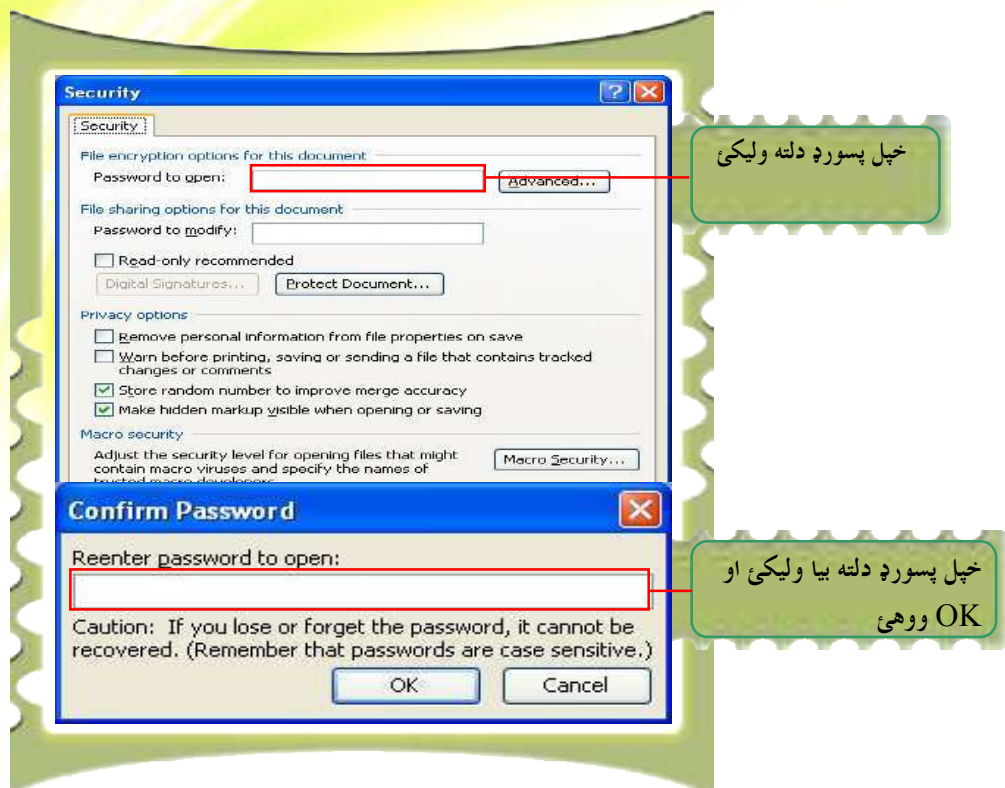 Security
Security
File encryption options for this document
Password to open:
Advanced...
خپل پسورډ دلته وليکئ
File sharing options for this document
Password to modify:
Read-only recommended
Digital Signatures...
Protect Document...
Privacy options
Remove personal information from file properties on save
Warn before printing, saving or sending a file that contains tracked
changes or comments
Store random number to improve merge accuracy
Make hidden markup visible when opening or saving
Macro security
Adjust the security level for opening files that might
contain macro viruses and specify the names of
trusted macro developers
Macro Security...
Confirm Password
Reenter password to open:
خپل پسورډ دلته بيا وليکئ او
OK ووهئ
Caution: If you lose or forget the password, it cannot be
recovered. (Remember that passwords are case sensitive.)
OK
Cancel